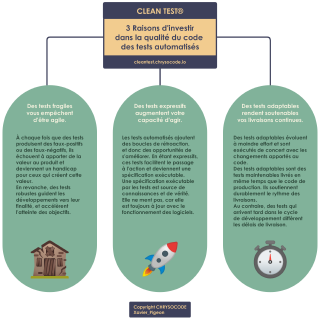 CLEAN TEST®
3 Raisons d'investir
dans la qualité du code
des tests automatisés
cleantest.chrysocode.io
Des tests fragiles
vous empêchent
d'être agile.
À chaque fois que des tests
produisent des faux-positifs
ou des faux-négatifs, ils
échouent à apporter de la
valeur au produit et
deviennent un handicap
pour ceux qui créent cette
valeur.
En revanche, des tests
robustes guident les
développements vers leur
finalité, et accélèrent
l'atteinte des objectifs.
Des tests expressifs
augmentent votre
capacité d'agir.
Les tests automatisés ajoutent
des boucles de rétroaction,
et donc des opportunités de
s'améliorer. En étant expressifs,
ces tests facilitent le passage
à l'action et deviennent une
spécification exécutable.
Une spécification exécutable
par les tests est source de
connaissances et de vérité.
Elle ne ment pas, car elle
est toujours à jour avec le
fonctionnement des logiciels.
Des tests adaptables
rendent soutenables
vos livraisons continues.
Des tests adaptables évoluent
à moindre effort et sont
exécutés de concert avec les
changements apportés au
code.
Des tests adaptables sont des
tests maintenables livrés en
même temps que le code de
production. Ils soutiennent
durablement le rythme des
livraisons.
Au contraire, des tests qui
arrivent tard dans le cycle
de développement diffèrent
les délais de livraison.
Copyright CHRYSOCODE
Xavier_Pigeon